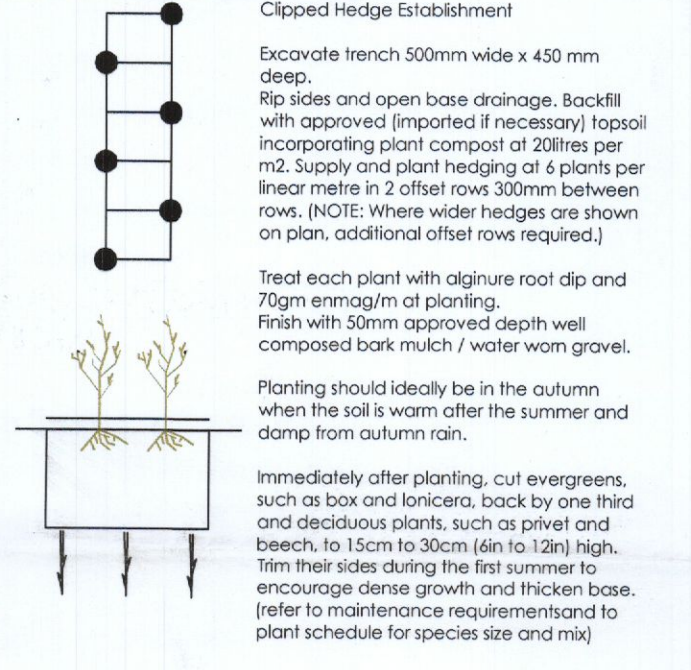 Clipped Hedge Establishment
Excavate trench 500mm wide x 450 mm
deep.
Rip sides and open base drainage. Backfill
with approved (imported if necessary) topsoil
incorporating plant compost at 20litres per
m2. Supply and plant hedging at 6 plants per
linear metre in 2 offset rows 300mm between
rows. (NOTE: Where wider hedges are shown
on plan, additional offset rows required.)
Treat each plant with alginure root dip and
70gm enmag/m at planting.
Finish with 50mm approved depth well
composed bark mulch / water worn gravel.
Planting should ideally be in the autumn
when the soil is warm after the summer and
damp from autumn rain.
Immediately after planting, cut evergreens,
such as box and lonicera, back by one third
and deciduous plants, such as privet and
beech, to 15cm to 30cm (6in to 12in) high.
Trim their sides during the first summer to
encourage dense growth and thicken base.
(refer to maintenance requirementsand to
plant schedule for species size and mix)